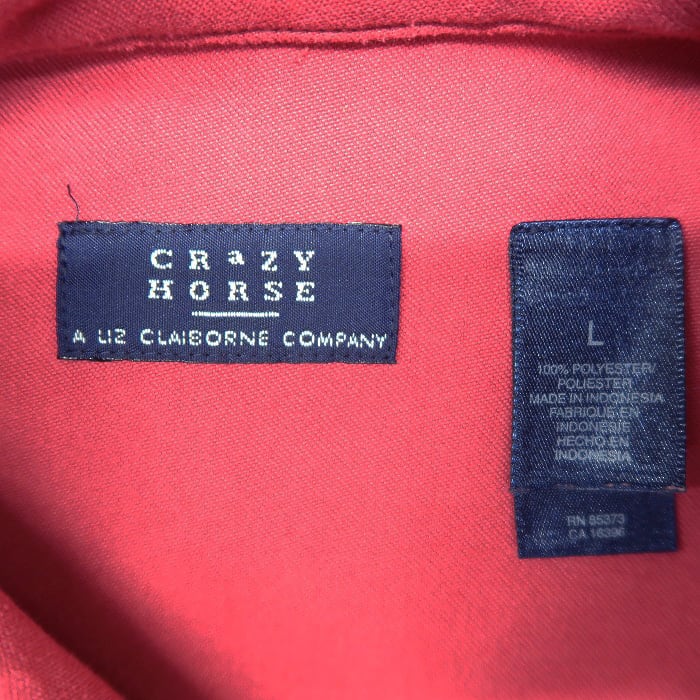 CRaZY
HORSE
A LIZ CLAIBORNE COMPANY
L
100% POLYESTER/
POLIESTER
MADE IN INDONESIA
FABRIQUE EN
INDONESIE
HECHO EN
INDONESIA
RN 85373
CA 16396